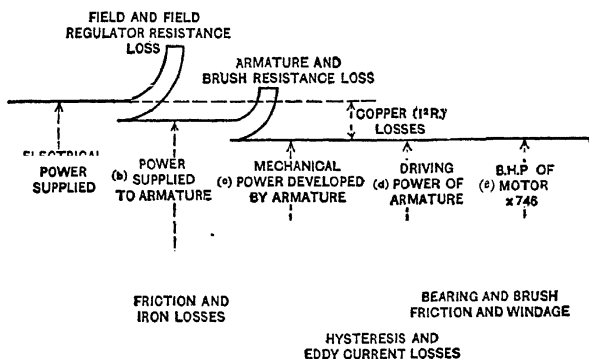 FIELD AND FIELD
REGULATOR RESISTANCE
LOSS
ARMATURE AND
BRUSH RESISTANCE LOSS
COPPER (I²R)
LOSSES
ELECTRICAL
POWER
SUPPLIED
(b) POWER
SUPPLIED
TO ARMATURE
MECHANICAL
(c) POWER DEVELOPED
BY ARMATURE
DRIVING
(d) POWER OF
ARMATURE
B.H.P OF
(e) MOTOR
x 746
FRICTION AND
IRON LOSSES
BEARING AND BRUSH
FRICTION AND WINDAGE
HYSTERESIS AND
EDDY CURRENT LOSSES